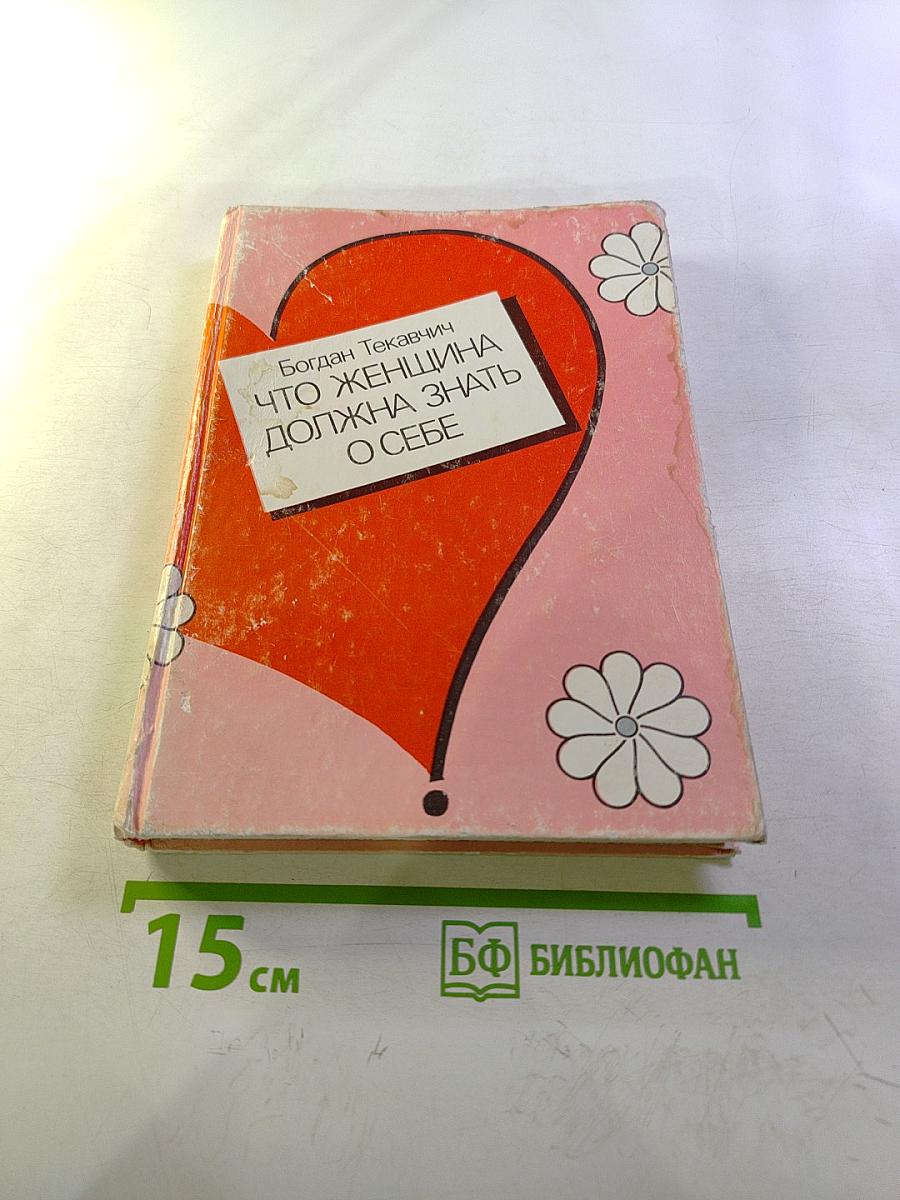 Богдан Текавчич
ЧТО ЖЕНЩИНА
ДОЛЖНА ЗНАТЬ
О СЕБЕ
15 см
БФ БИБЛИОФАН